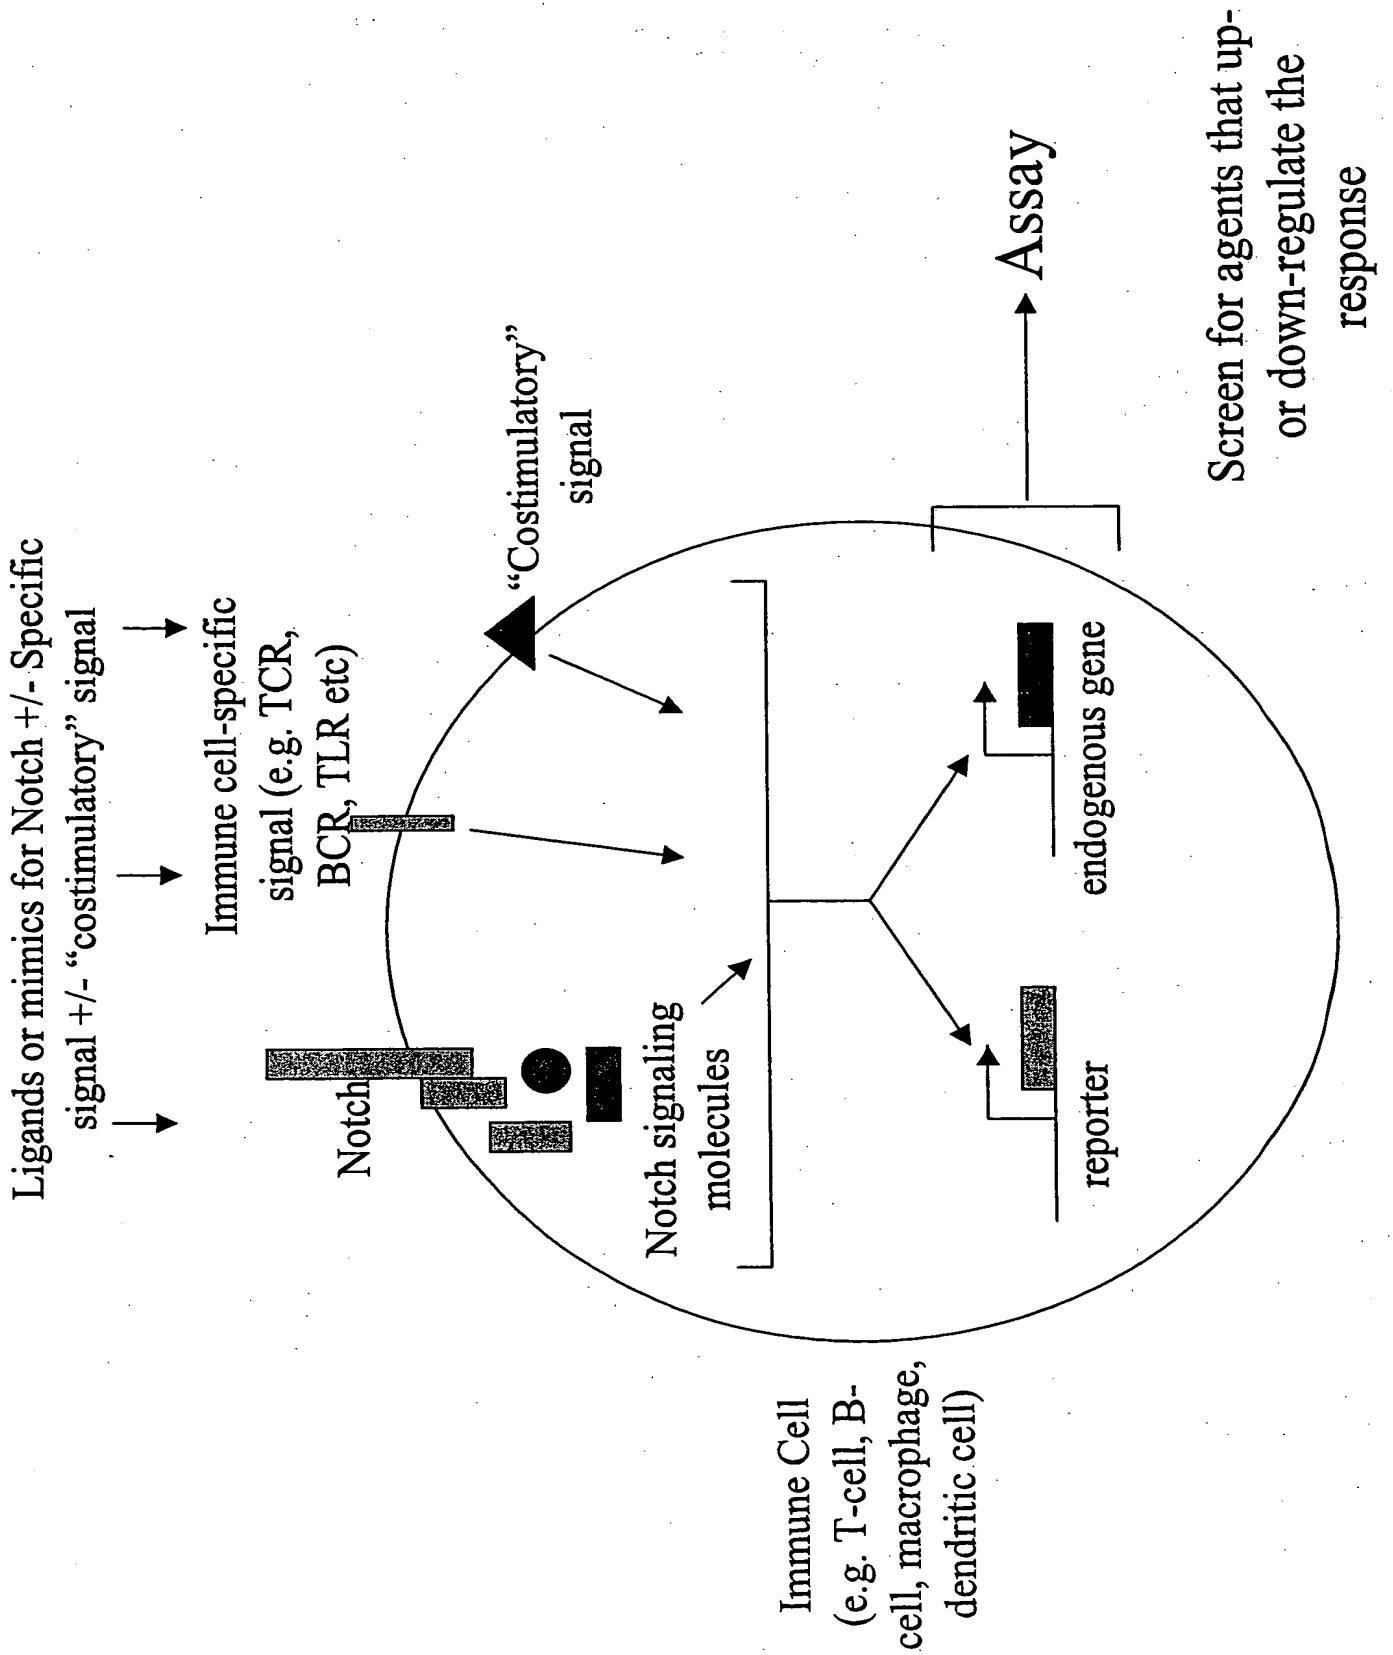 Ligands or mimics for Notch +/- Specific
signal +/- “costimulatory” signal
Immune cell-specific
signal (e.g. TCR,
BCR, TLR etc)
Notch
“Costimulatory”
signal
Notch signaling
molecules
Immune Cell
(e.g. T-cell, B-
cell, macrophage,
dendritic cell)
reporter
endogenous gene
Assay
Screen for agents that up-
or down-regulate the
response